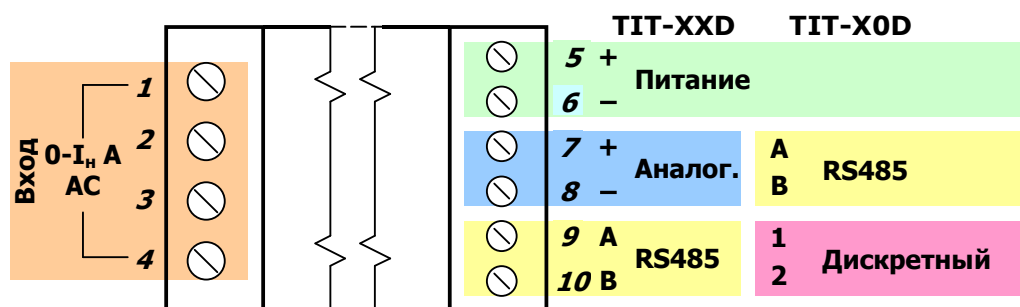 TIT-XXD TIT-X0D
Вход
0-Iн А
АС
1
2
3
4
5 + Питание
6 –
7 + Аналог. A RS485
8 – B
9 A RS485 1 Дискретный
10 B 2